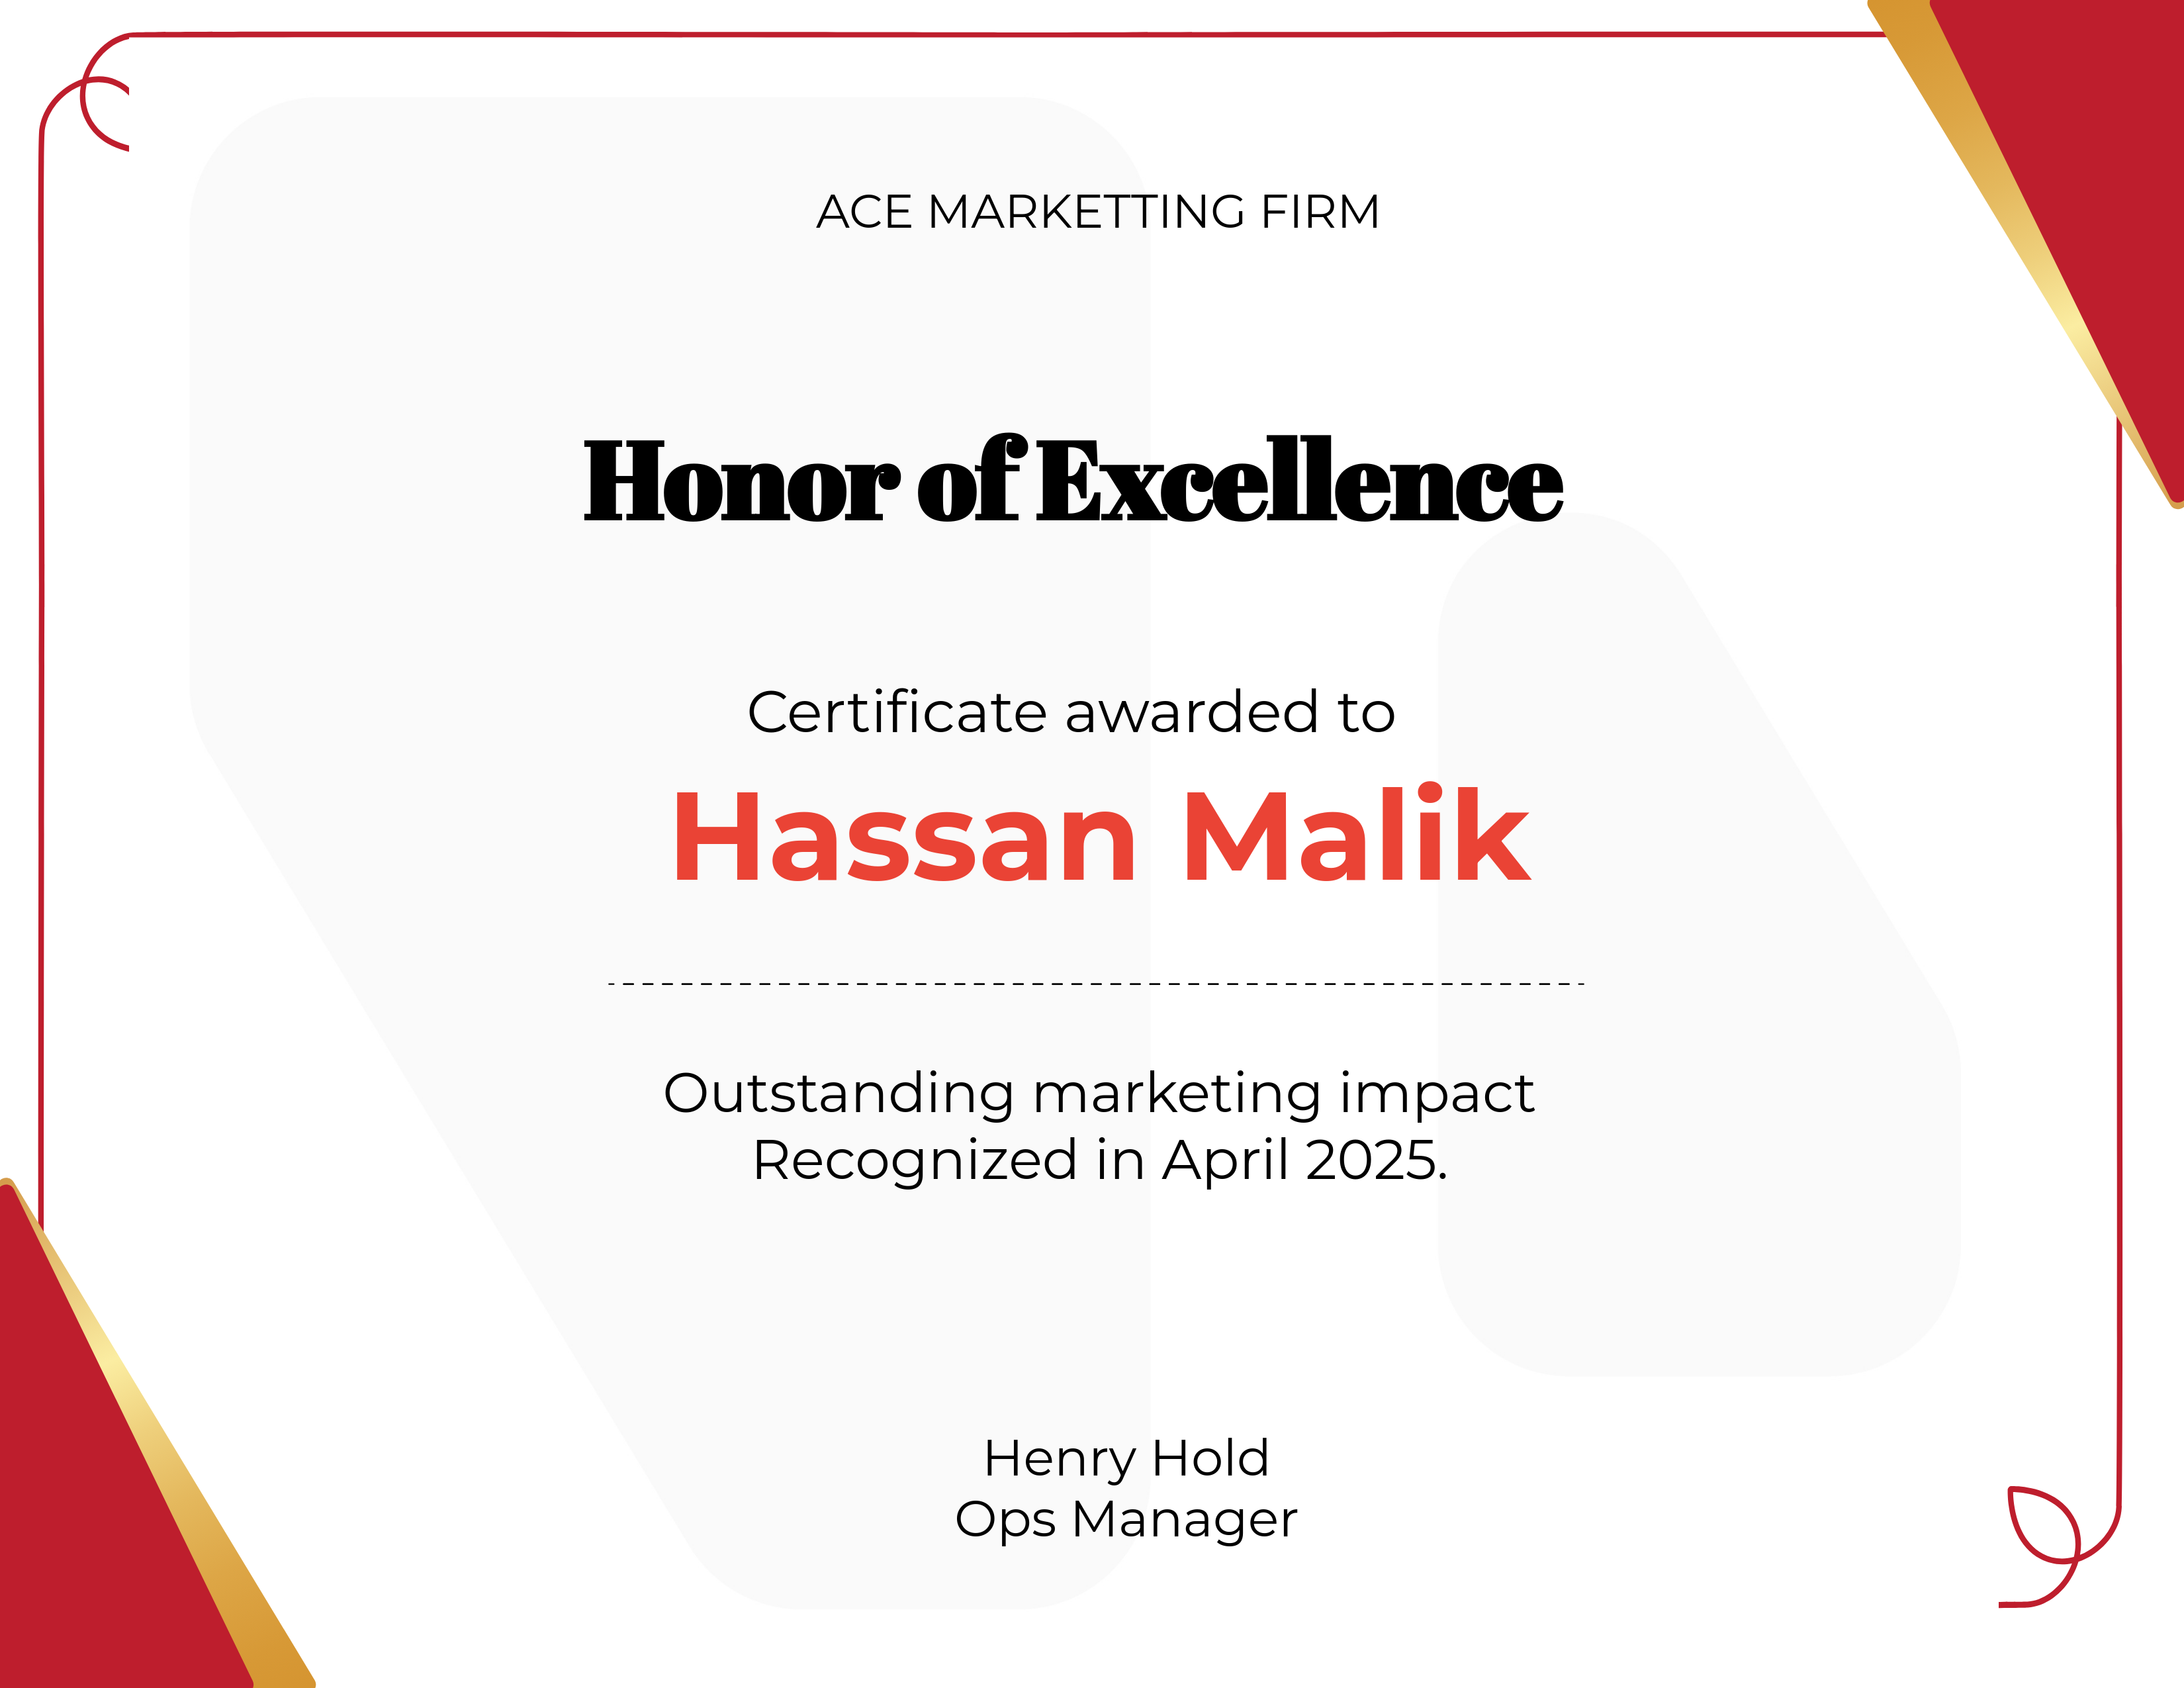 ACE MARKETTING FIRM
Honor of Excellence
Certificate awarded to
Hassan Malik
Outstanding marketing impact
Recognized in April 2025.
Henry Hold
Ops Manager